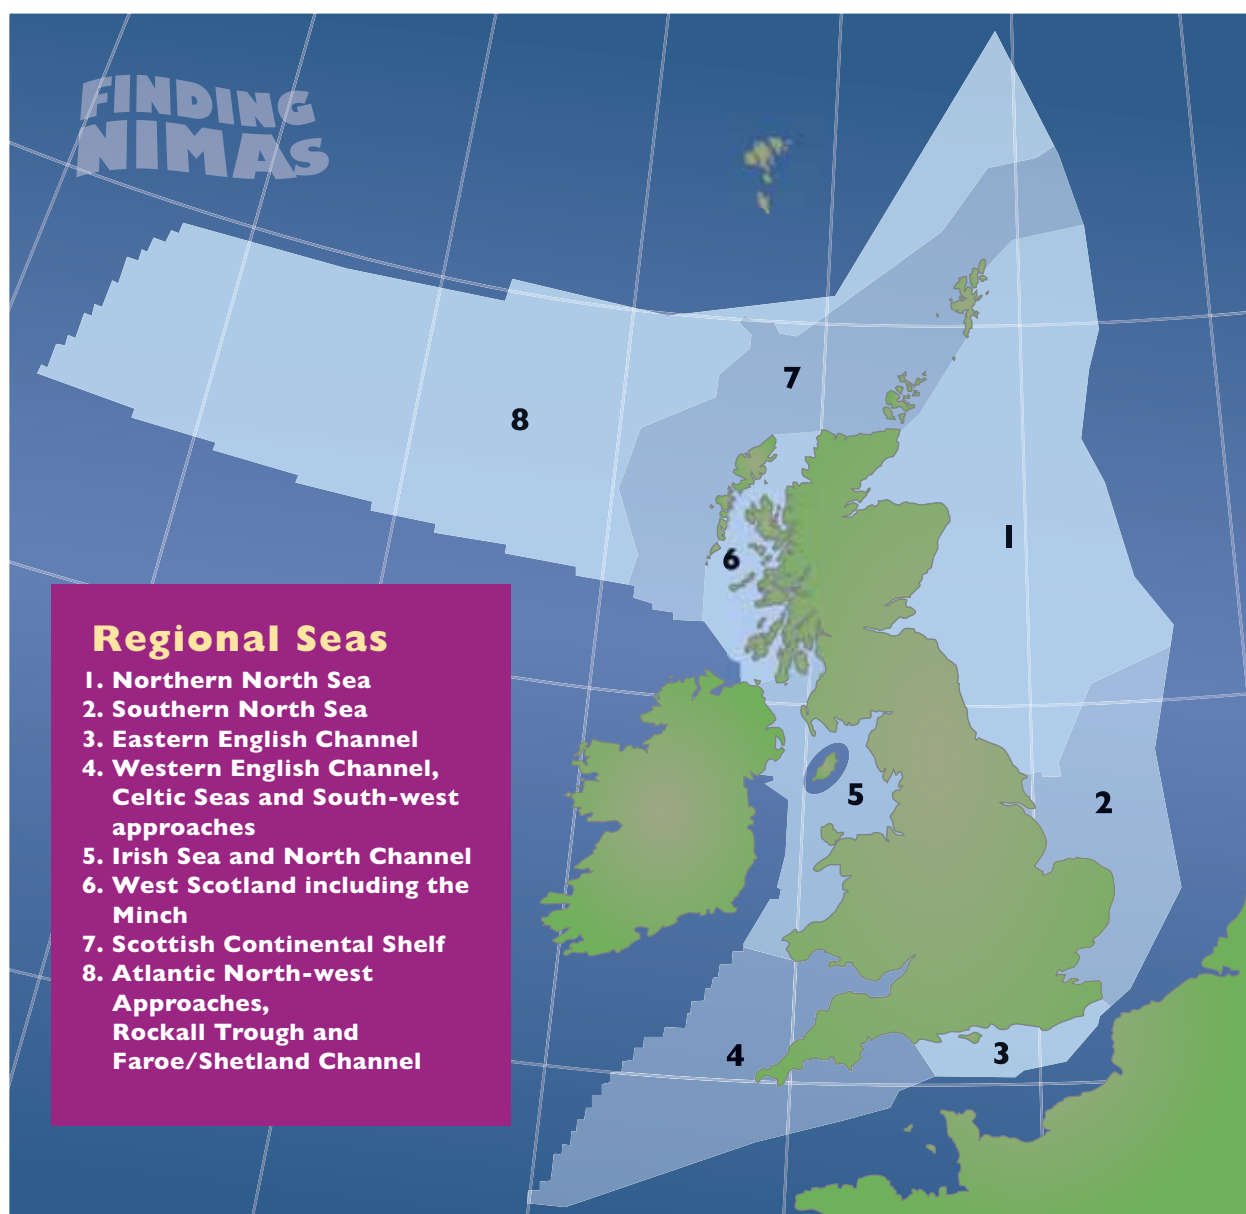 FINDING
NIMAS
7
8
1
6
5
2
4
3
Regional Seas
1. Northern North Sea
2. Southern North Sea
3. Eastern English Channel
4. Western English Channel,
Celtic Seas and South-west
approaches
5. Irish Sea and North Channel
6. West Scotland including the
Minch
7. Scottish Continental Shelf
8. Atlantic North-west
Approaches,
Rockall Trough and
Faroe/Shetland Channel